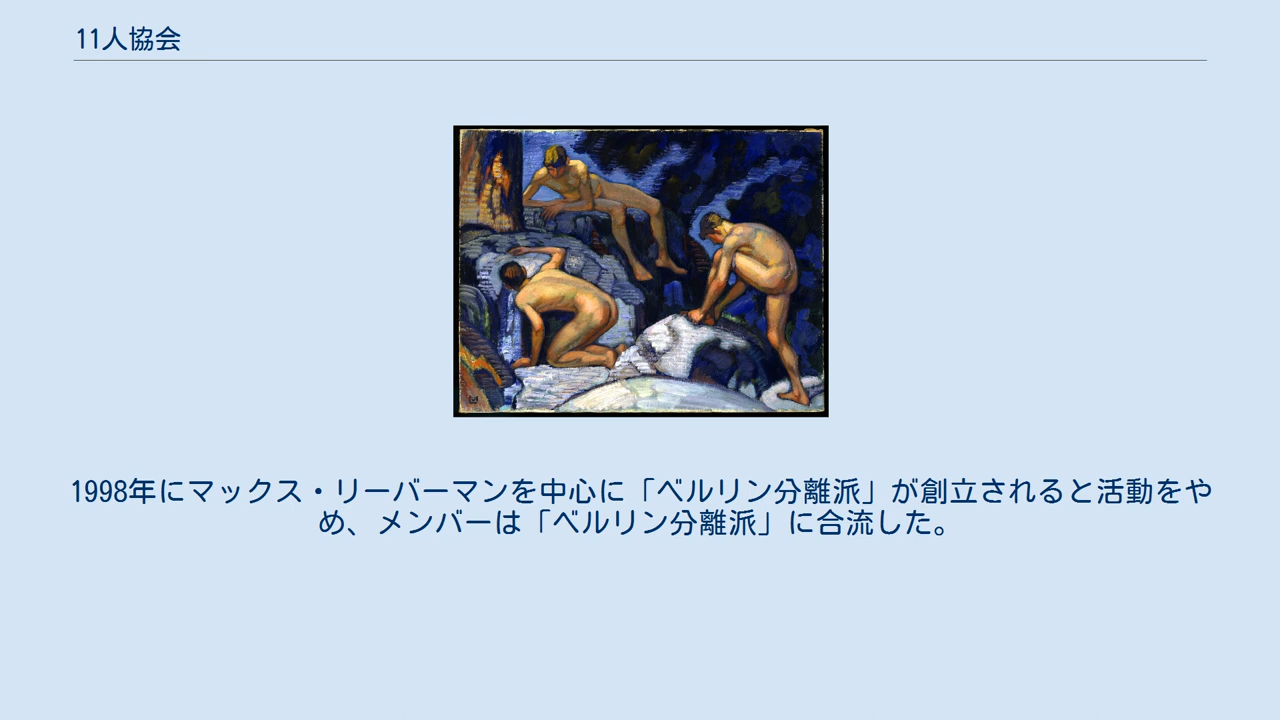 11人協会
1998年にマックス・リーバーマンを中心に「ベルリン分離派」が創立されると活動をや
め、メンバーは「ベルリン分離派」に合流した。